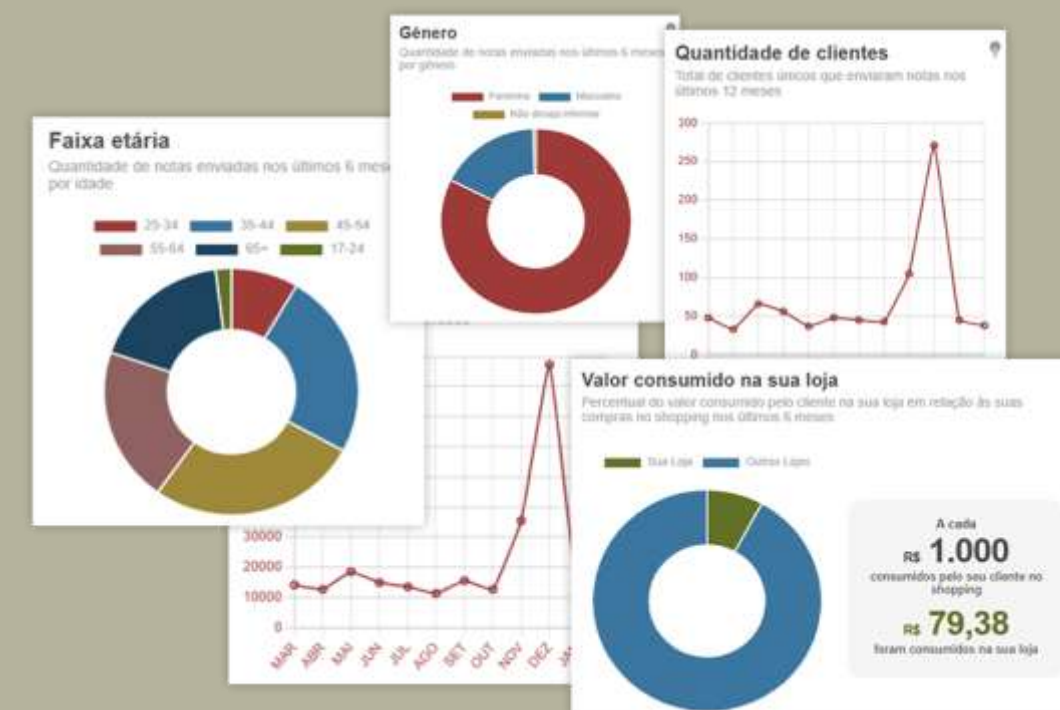 Gênero
Quantidade de notas enviadas nos últimos 6 meses
por gênero
Feminino
Masculino
Não desejo informar
Quantidade de clientes
Total de clientes únicos que enviaram notas nos
últimos 12 meses
300
250
200
150
100
50
0
Faixa etária
Quantidade de notas enviadas nos últimos 6
por idade
25-34
35-44
45-54
55-64
65+
17-24
30000
20000
10000
0
MAR
ABR
MAI
JUN
JUL
AGO
SET
OUT
NOV
DEZ
Valor consumido na sua loja
Percentual do valor consumido pelo cliente na sua loja em relação às suas
compras no shopping nos últimos 6 meses
Sua Loja
Outras Lojas
A cada
R$ 1.000
consumidos pelo seu cliente no
shopping
R$ 79,38
foram consumidos na sua loja